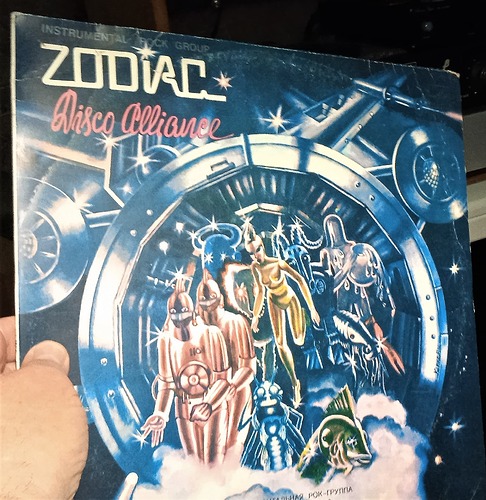 INSTRUMENTAL ROCK GROUP
ZODIAC
Disco Alliance
РОК-ГРУППА